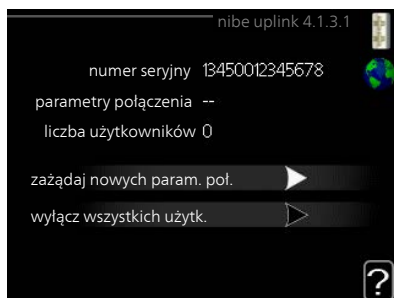 nibe uplink 4.1.3.1
numer seryjny 13450012345678
parametry połączenia --
liczba użytkowników 0
zażądaj nowych param. poł.
wyłącz wszystkich użytk.
?